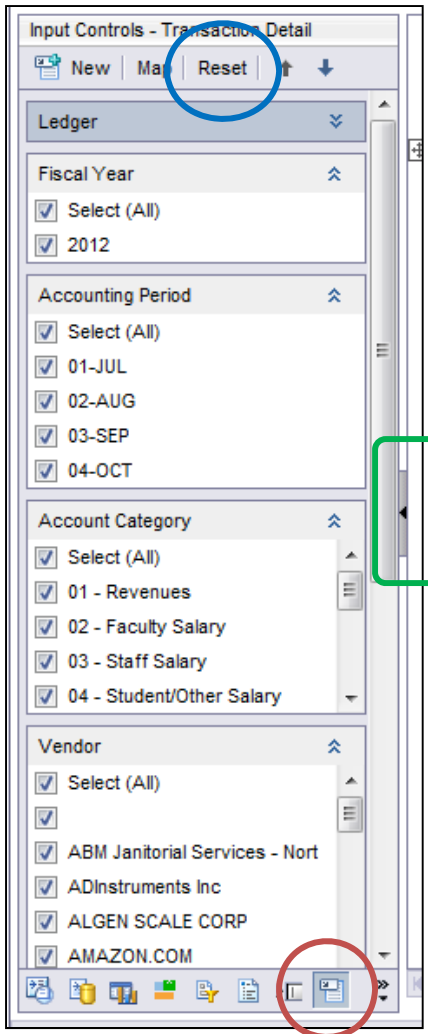 Input Controls - Transaction Detail
New Map Reset
Ledger
Fiscal Year
Select (All)
2012
Accounting Period
Select (All)
01-JUL
02-AUG
03-SEP
04-OCT
Account Category
Select (All)
01 - Revenues
02 - Faculty Salary
03 - Staff Salary
04 - Student/Other Salary
Vendor
Select (All)
ABM Janitorial Services - Nort
ADInstruments Inc
ALGEN SCALE CORP
AMAZON.COM